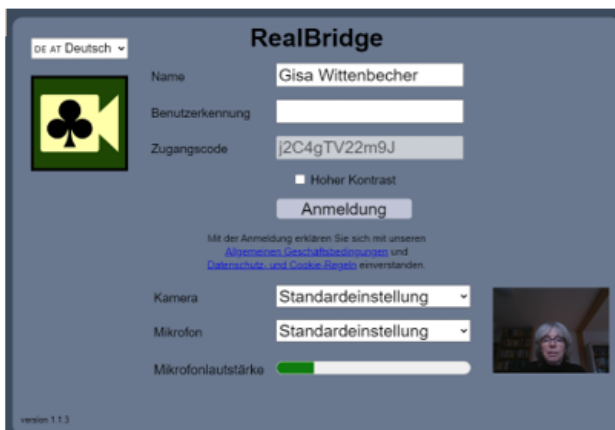 RealBridge
DE AT Deutsch
Name
Gisa Wittenbecher
Benutzerkennung
Zugangscode
j2C4gTV22m9J
Hoher Kontrast
Anmeldung
Mit der Anmeldung erklären Sie sich mit unseren
Allgemeinen Geschäftsbedingungen und
Datenschutz- und Cookie-Regeln einverstanden.
Kamera
Standardeinstellung
Mikrofon
Standardeinstellung
Mikrofonlautstärke
version 1.1.3